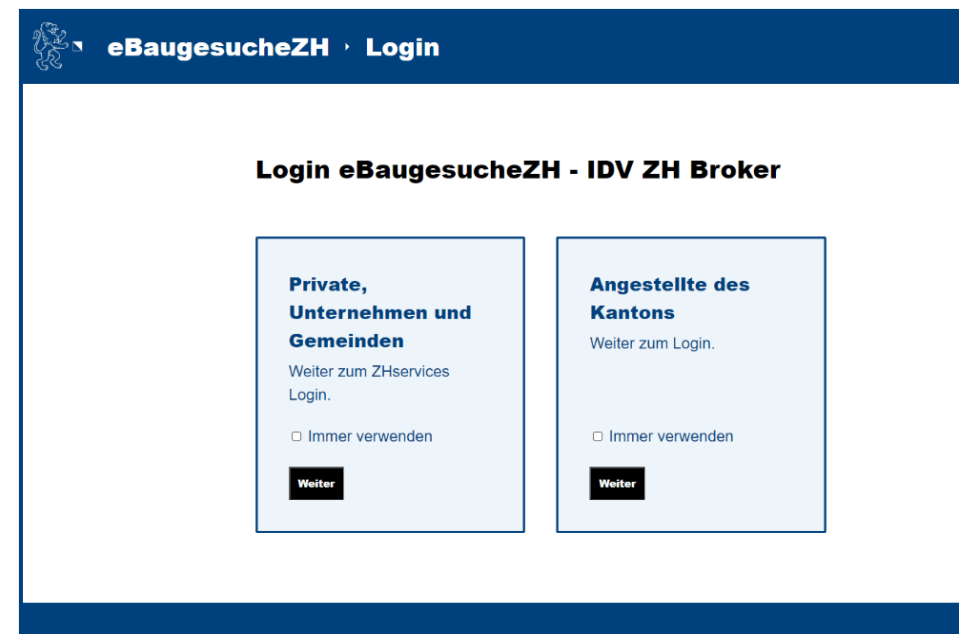 eBaugesucheZH Login
Login eBaugesucheZH - IDV ZH Broker
Private,
Unternehmen und
Gemeinden
Weiter zum ZHservices
Login.
Immer verwenden
Weiter
Angestellte des
Kantons
Weiter zum Login.
Immer verwenden
Weiter